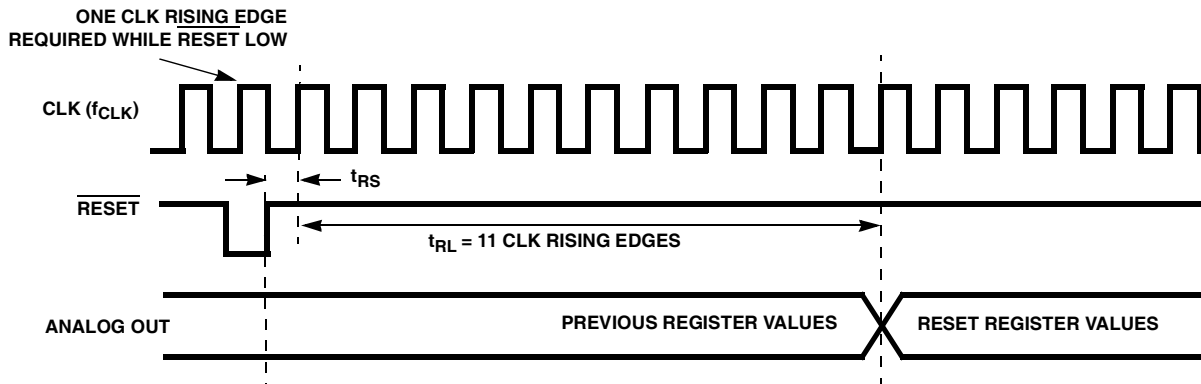 ONE CLK RISING EDGE
REQUIRED WHILE RESET LOW
CLK (fCLK)
tRS
RESET
tRL = 11 CLK RISING EDGES
ANALOG OUT
PREVIOUS REGISTER VALUES
RESET REGISTER VALUES